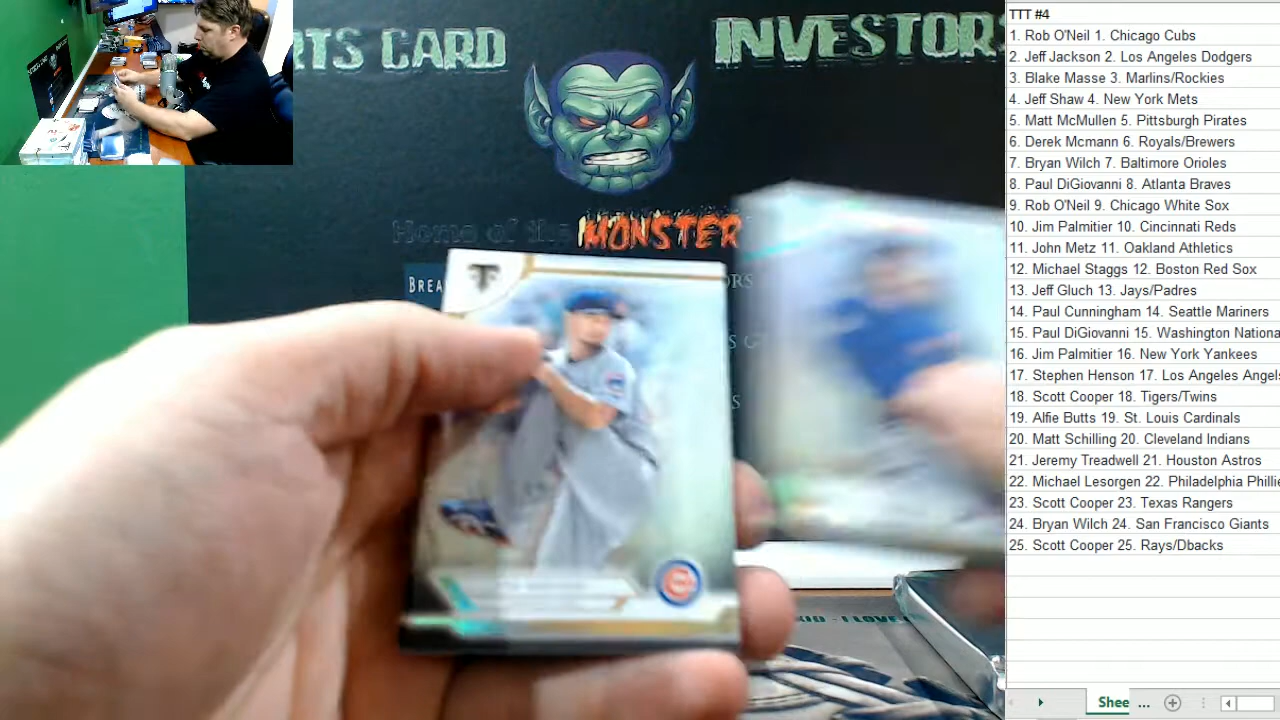 RTS CARD
INVESTORS
Home of the MONSTER
BREA
TTT #4
1. Rob O'Neil 1. Chicago Cubs
2. Jeff Jackson 2. Los Angeles Dodgers
3. Blake Masse 3. Marlins/Rockies
4. Jeff Shaw 4. New York Mets
5. Matt McMullen 5. Pittsburgh Pirates
6. Derek Mcmann 6. Royals/Brewers
7. Bryan Wilch 7. Baltimore Orioles
8. Paul DiGiovanni 8. Atlanta Braves
9. Rob O'Neil 9. Chicago White Sox
10. Jim Palmitier 10. Cincinnati Reds
11. John Metz 11. Oakland Athletics
12. Michael Staggs 12. Boston Red Sox
13. Jeff Gluch 13. Jays/Padres
14. Paul Cunningham 14. Seattle Mariners
15. Paul DiGiovanni 15. Washington Nationa
16. Jim Palmitier 16. New York Yankees
17. Stephen Henson 17. Los Angeles Angels
18. Scott Cooper 18. Tigers/Twins
19. Alfie Butts 19. St. Louis Cardinals
20. Matt Schilling 20. Cleveland Indians
21. Jeremy Treadwell 21. Houston Astros
22. Michael Lesorgen 22. Philadelphia Phillie
23. Scott Cooper 23. Texas Rangers
24. Bryan Wilch 24. San Francisco Giants
25. Scott Cooper 25. Rays/Dbacks
Shee ...